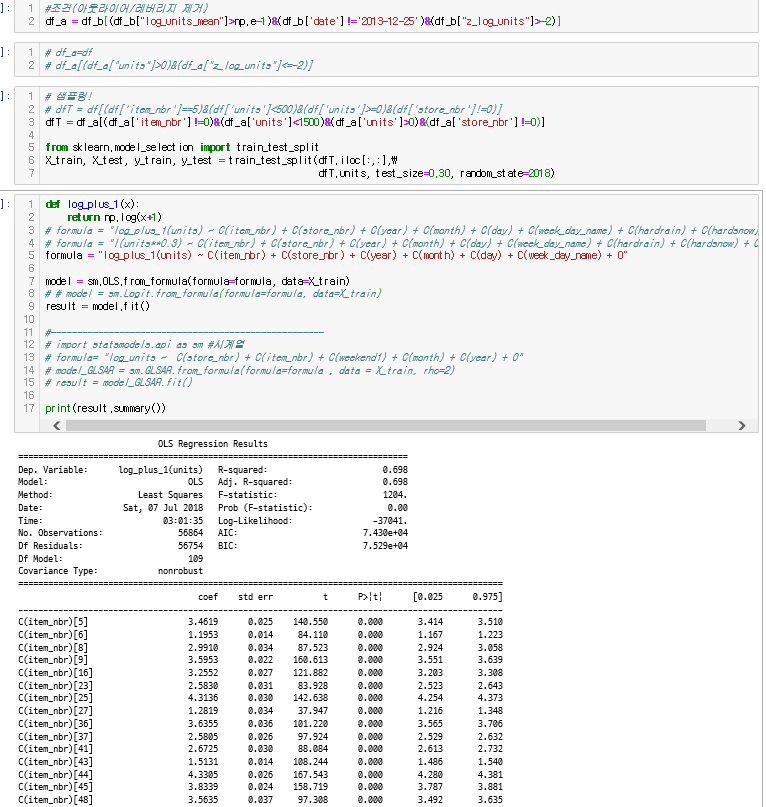 ]: 1 #조건(아웃라이어/레버리지 제거)
2 df_a = df_b[(df_b["log_units_mean"]>np.e-1)&(df_b['date']!='2013-12-25')&(df_b["z_log_units"]>-2)]
]: 1 # df_a=df
2 # df_a[(df_a["units"]>0)&(df_a["z_log_units"]<=-2)]
]: 1 # 샘플링!
2 # dfT = df[(df['item_nbr']==5)&(df['units']<500)&(df['units']>=0)&(df['store_nbr']!=0)]
3 dfT = df_a[(df_a['item_nbr']!=0)&(df_a['units']<1500)&(df_a['units']>0)&(df_a['store_nbr']!=0)]
4
5 from sklearn.model_selection import train_test_split
6 X_train, X_test, y_train, y_test = train_test_split(dfT.iloc[:,:],₩
7 dfT.units, test_size=0.30, random_state=2018)
]: 1 def log_plus_1(x):
2 return np.log(x+1)
3 # formula = "log_plus_1(units) ~ C(item_nbr) + C(store_nbr) + C(year) + C(month) + C(day) + C(week_day_name) + C(hardrain) + C(hardsnow)
4 # formula = "I(units**0.3) ~ C(item_nbr) + C(store_nbr) + C(year) + C(month) + C(day) + C(week_day_name) + C(hardrain) + C(hardsnow) + C
5 formula = "log_plus_1(units) ~ C(item_nbr) + C(store_nbr) + C(year) + C(month) + C(day) + C(week_day_name) + 0"
6
7 model = sm.OLS.from_formula(formula=formula, data=X_train)
8 # # model = sm.Logit.from_formula(formula=formula, data=X_train)
9 result = model.fit()
10
11 #----------------------------------------------------
12 # import statsmodels.api as sm #시계열
13 # formula= "log_units ~ C(store_nbr) + C(item_nbr) + C(weekend1) + C(month) + C(year) + 0"
14 # model_GLSAR = sm.GLSAR.from_formula(formula=formula , data = X_train, rho=2)
15 # result = model_GLSAR.fit()
16
17 print(result.summary())
OLS Regression Results
==============================================================================
Dep. Variable: log_plus_1(units) R-squared: 0.698
Model: OLS Adj. R-squared: 0.698
Method: Least Squares F-statistic: 1204.
Date: Sat, 07 Jul 2018 Prob (F-statistic): 0.00
Time: 03:01:35 Log-Likelihood: -37041.
No. Observations: 56864 AIC: 7.430e+04
Df Residuals: 56754 BIC: 7.529e+04
Df Model: 109
Covariance Type: nonrobust
==============================================================================
coef std err t P>|t| [0.025 0.975]
------------------------------------------------------------------------------
C(item_nbr)[5] 3.4619 0.025 140.550 0.000 3.414 3.510
C(item_nbr)[6] 1.1953 0.014 84.110 0.000 1.167 1.223
C(item_nbr)[8] 2.9910 0.034 87.523 0.000 2.924 3.058
C(item_nbr)[9] 3.5953 0.022 160.613 0.000 3.551 3.639
C(item_nbr)[16] 3.2552 0.027 121.882 0.000 3.203 3.308
C(item_nbr)[23] 2.5830 0.031 83.928 0.000 2.523 2.643
C(item_nbr)[25] 4.3136 0.030 142.638 0.000 4.254 4.373
C(item_nbr)[27] 1.2819 0.034 37.947 0.000 1.216 1.348
C(item_nbr)[36] 3.6355 0.036 101.220 0.000 3.565 3.706
C(item_nbr)[37] 2.5805 0.026 97.924 0.000 2.529 2.632
C(item_nbr)[41] 2.6725 0.030 88.084 0.000 2.613 2.732
C(item_nbr)[43] 1.5131 0.014 108.244 0.000 1.486 1.540
C(item_nbr)[44] 4.3305 0.026 167.543 0.000 4.280 4.381
C(item_nbr)[45] 3.8339 0.024 158.719 0.000 3.787 3.881
C(item_nbr)[48] 3.5635 0.037 97.308 0.000 3.492 3.635